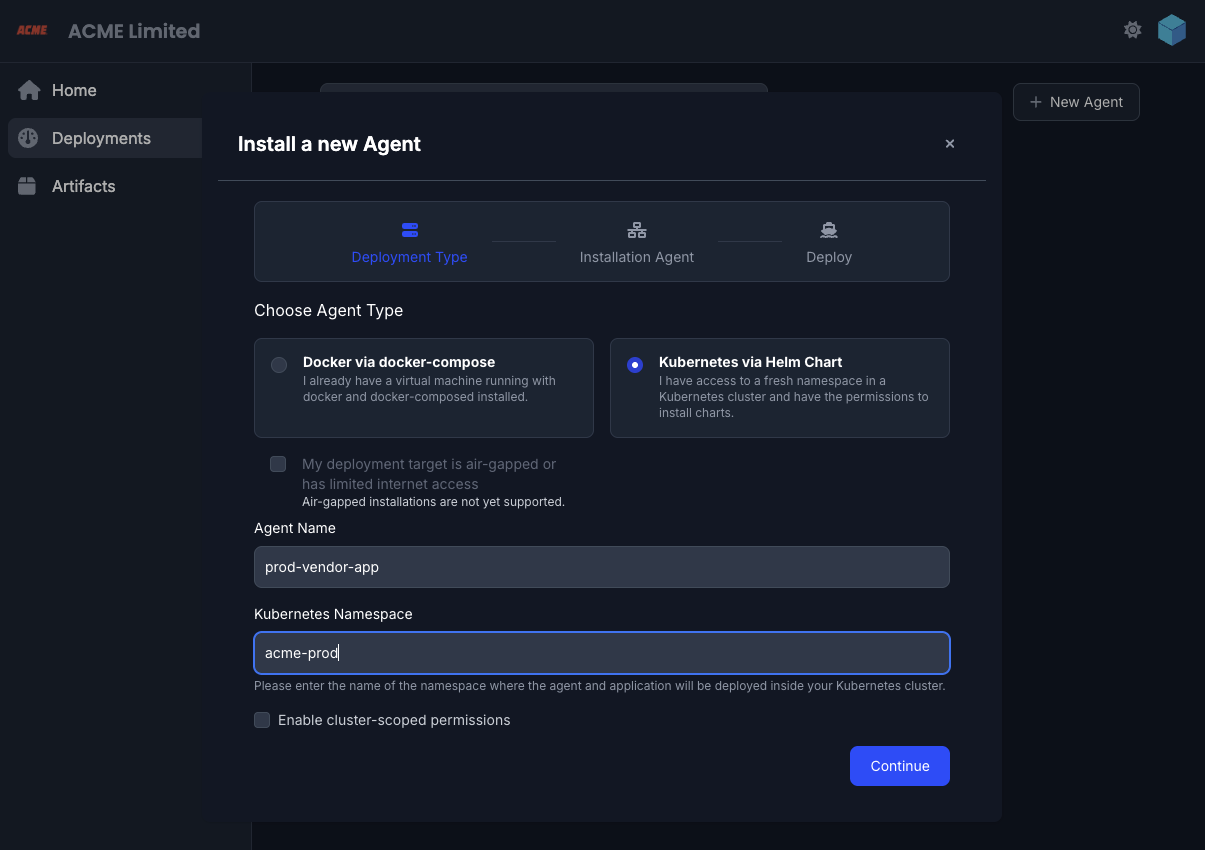 ACME
ACME Limited
Home
Deployments
Artifacts
New Agent
Install a new Agent
×
Deployment Type
Installation Agent
Deploy
Choose Agent Type
Docker via docker-compose
I already have a virtual machine running with
docker and docker-composed installed.
Kubernetes via Helm Chart
I have access to a fresh namespace in a
Kubernetes cluster and have the permissions to
install charts.
My deployment target is air-gapped or
has limited internet access
Air-gapped installations are not yet supported.
Agent Name
prod-vendor-app
Kubernetes Namespace
acme-prod
Please enter the name of the namespace where the agent and application will be deployed inside your Kubernetes cluster.
Enable cluster-scoped permissions
Continue